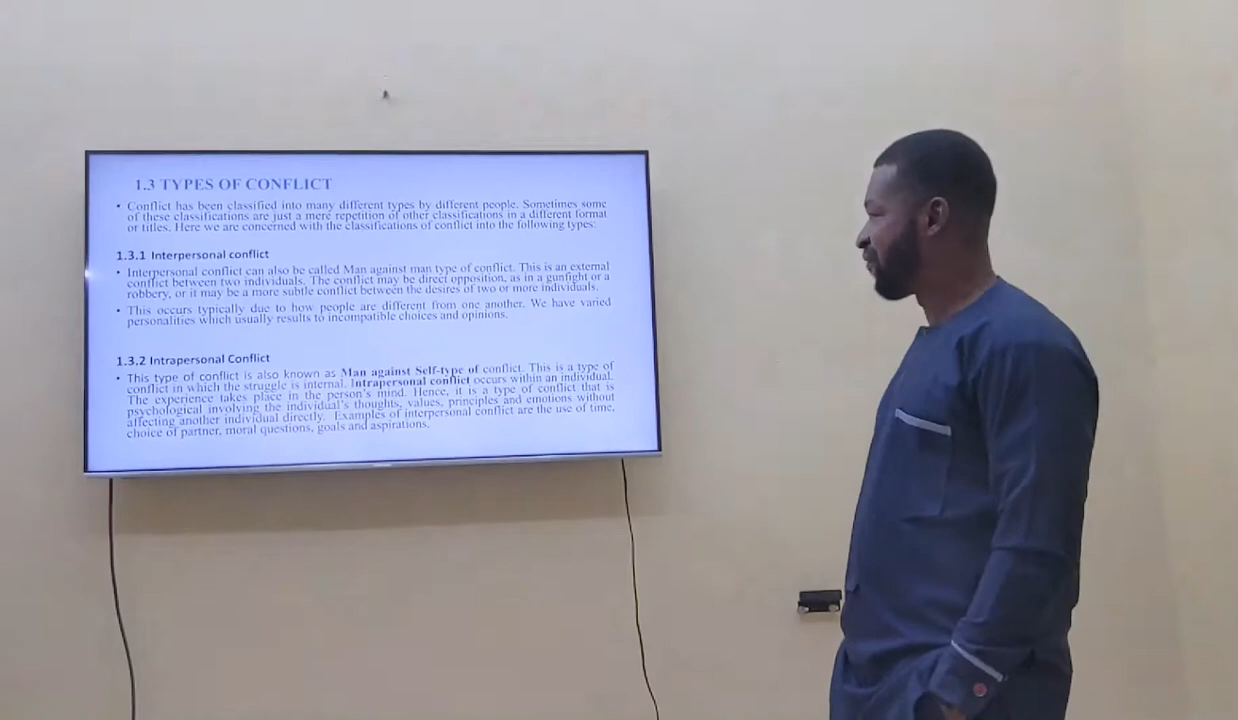 1.3 TYPES OF CONFLICT
• Conflict has been classified into many different types by different people. Sometimes some
of these classifications are just a mere repetition of other classifications in a different format
or titles. Here we are concerned with the classifications of conflict into the following types:
1.3.1 Interpersonal conflict
• Interpersonal conflict can also be called Man against man type of conflict. This is an external
conflict between two individuals. The conflict may be direct opposition, as in a gunfight or a
robbery, or it may be a more subtle conflict between the desires of two or more individuals.
• This occurs typically due to how people are different from one another. We have varied
personalities which usually results to incompatible choices and opinions.
1.3.2 Intrapersonal Conflict
• This type of conflict is also known as Man against Self-type of conflict. This is a type of
conflict in which the struggle is internal. Intrapersonal conflict occurs within an individual.
The experience takes place in the person's mind. Hence, it is a type of conflict that is
psychological involving the individual's thoughts, values, principles and emotions without
affecting another individual directly. Examples of interpersonal conflict are the use of time,
choice of partner, moral questions, goals and aspirations.